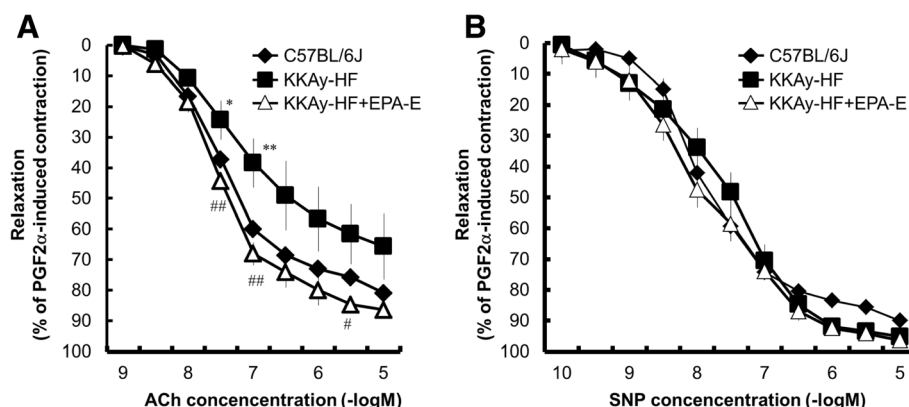 A
Relaxation
(% of PGF2α-induced contraction)
0
10
20
30
40
50
60
70
80
90
100
C57BL/6J
KKAy-HF
KKAy-HF+EPA-E
*
**
##
##
#
9 8 7 6 5
ACh concencentration (-logM)
B
Relaxation
(% of PGF2α-induced contraction)
0
10
20
30
40
50
60
70
80
90
100
C57BL/6J
KKAy-HF
KKAy-HF+EPA-E
10 9 8 7 6 5
SNP concentration (-logM)